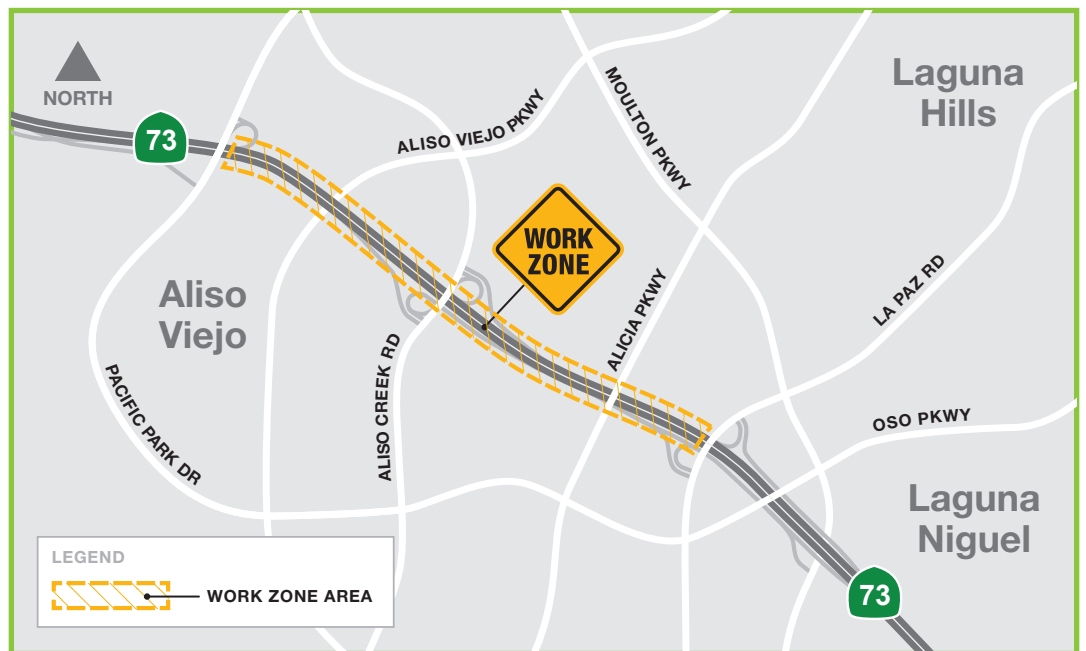 NORTH
73
ALISO VIEJO PKWY
MOULTON PKWY
Laguna
Hills
WORK
ZONE
Aliso
Viejo
LA PAZ RD
ALICIA PKWY
PACIFIC PARK DR
ALISO CREEK RD
OSO PKWY
Laguna
Niguel
LEGEND
WORK ZONE AREA
73